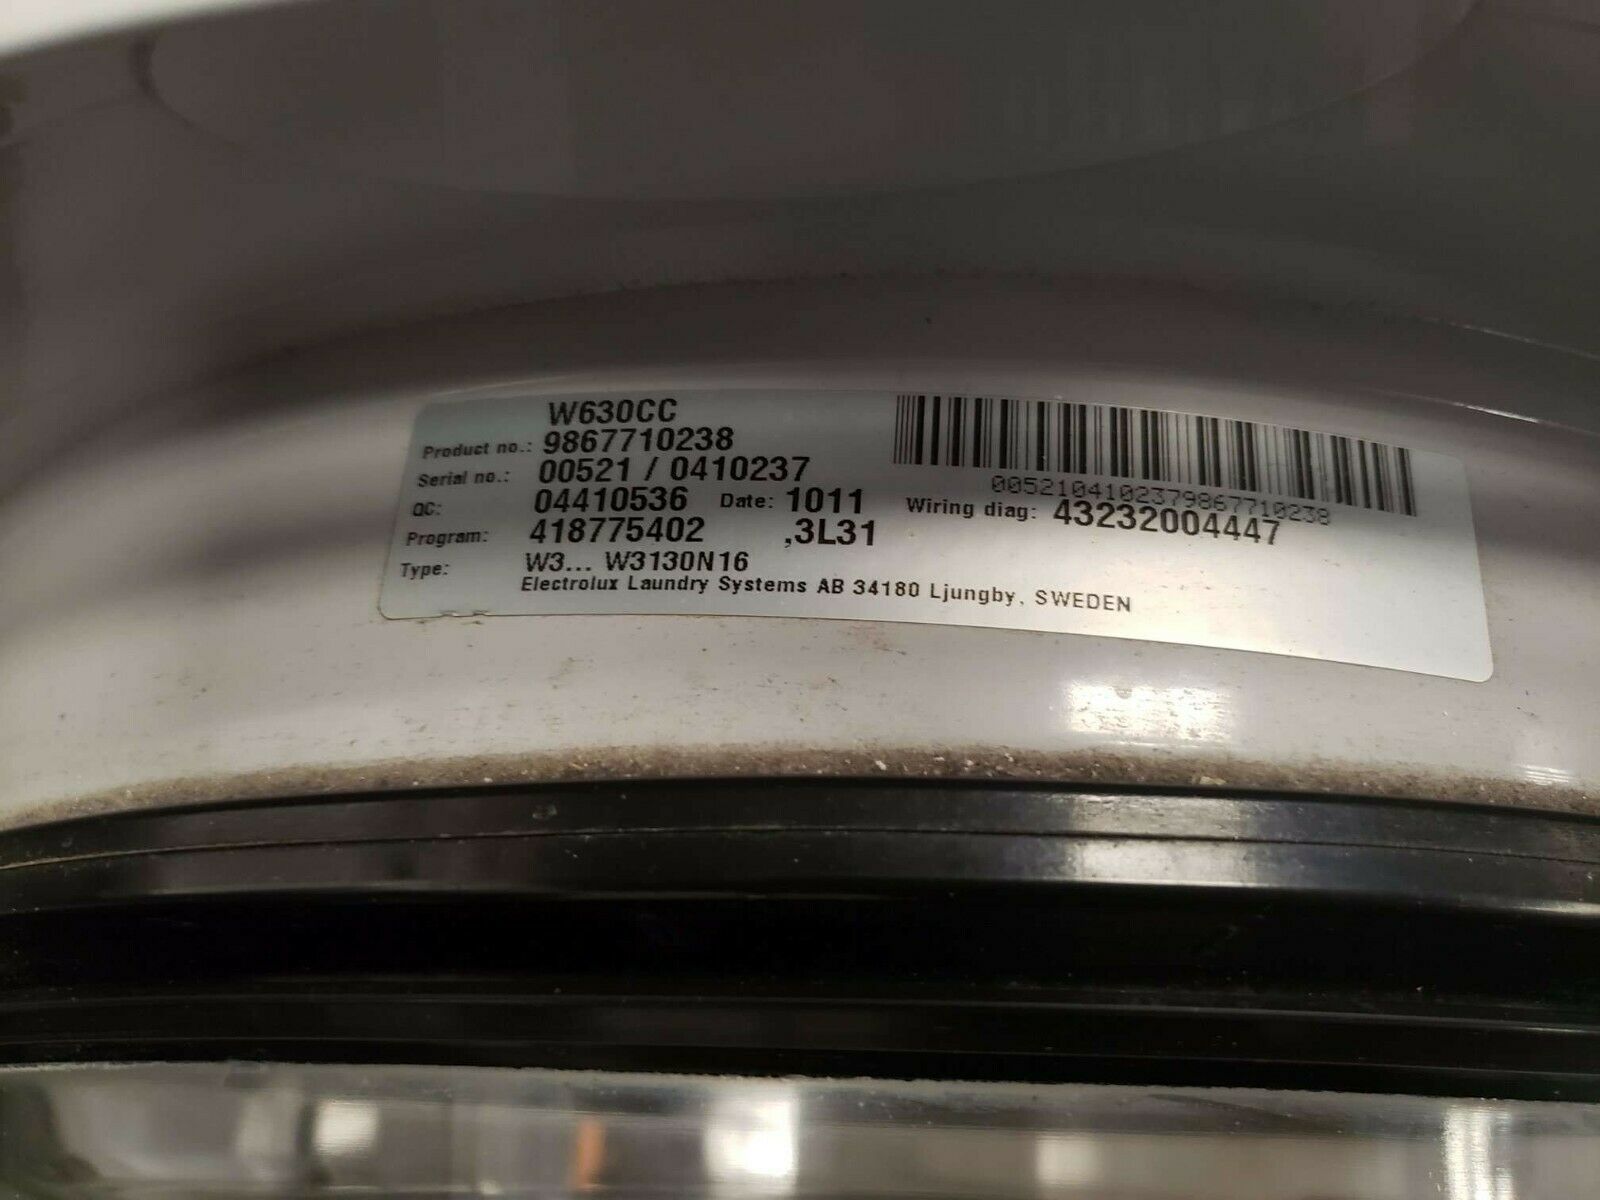 W630CC
Product no.: 9867710238
Serial no.: 00521 / 0410237
QC: 04410536 Date: 1011 Wiring diag: 43232004447
Program: 418775402 ,3L31
Type: W3... W3130N16
Electrolux Laundry Systems AB 34180 Ljungby, SWEDEN
0052104102379867710238